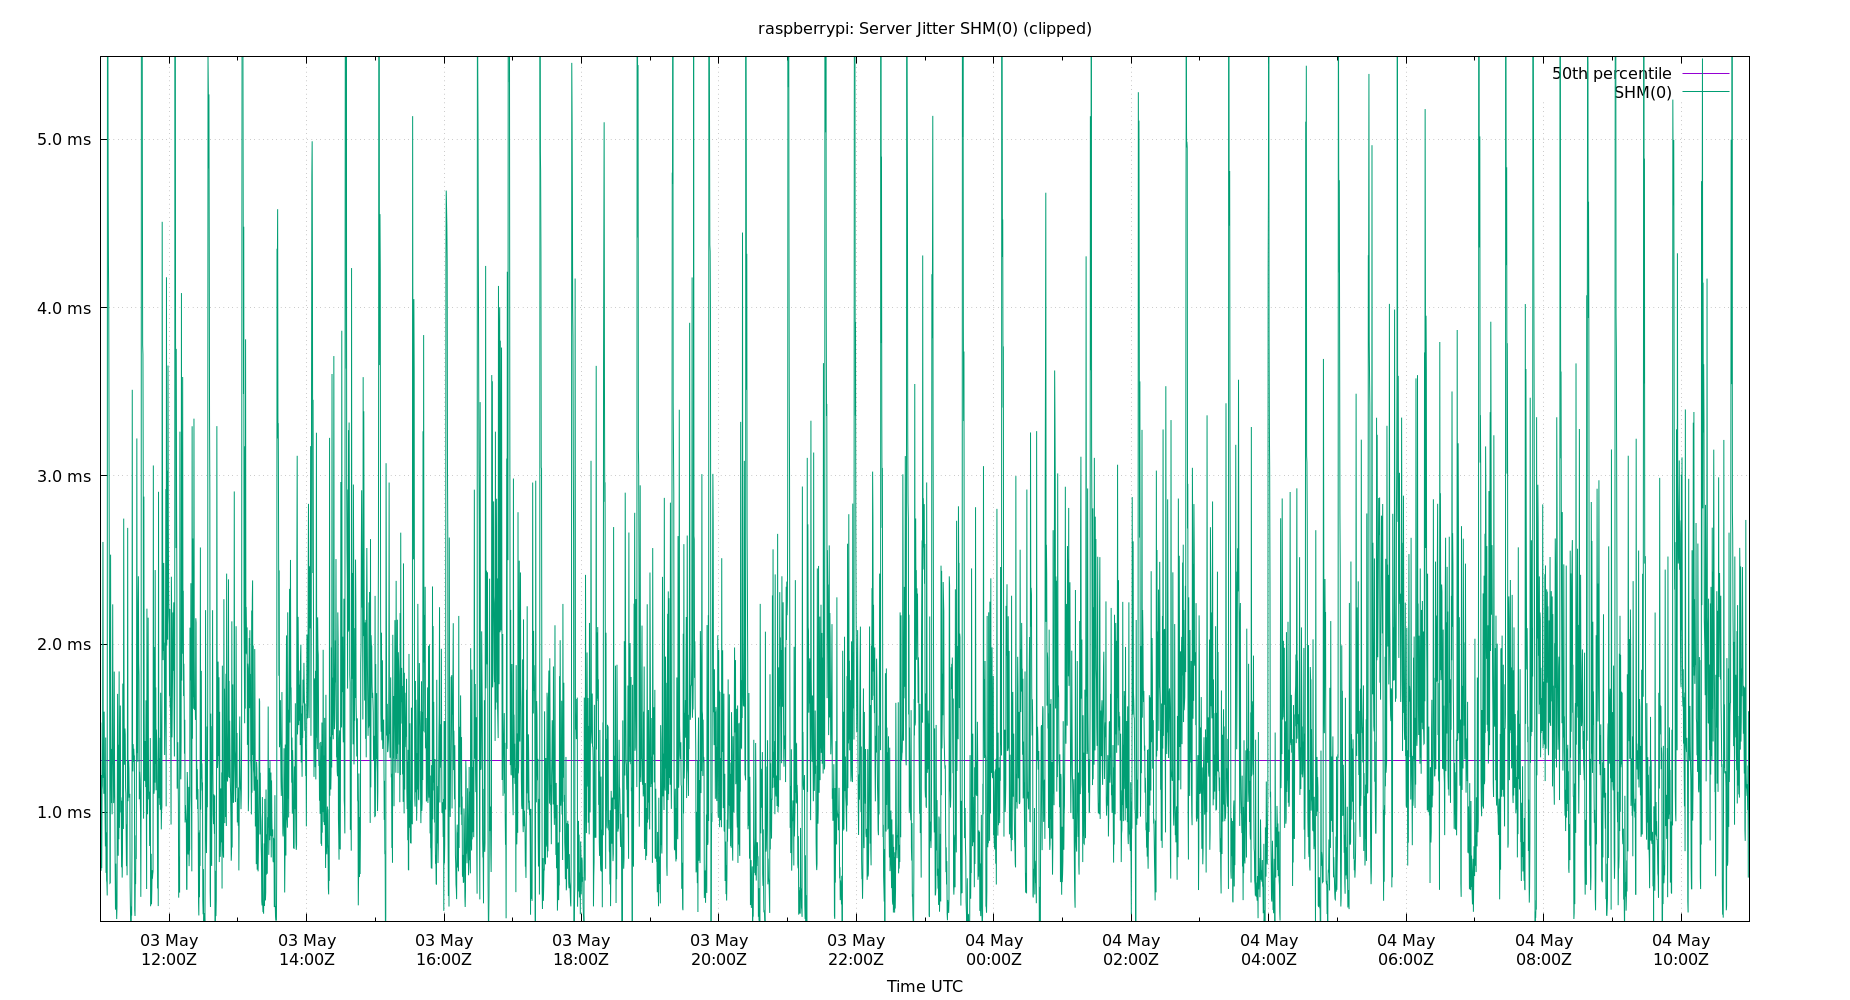 raspberrypi: Server Jitter SHM(0) (clipped)
50th percentile
SHM(0)
5.0 ms
4.0 ms
3.0 ms
2.0 ms
1.0 ms
03 May 03 May 03 May 03 May 03 May 03 May 04 May 04 May 04 May 04 May 04 May 04 May
12:00Z 14:00Z 16:00Z 18:00Z 20:00Z 22:00Z 00:00Z 02:00Z 04:00Z 06:00Z 08:00Z 10:00Z
Time UTC